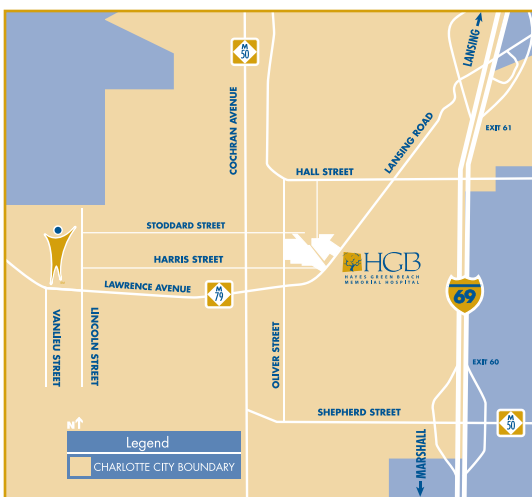 LANSING
M
50
COCHRAN AVENUE
LANSING ROAD
EXIT 61
HALL STREET
STODDARD STREET
HARRIS STREET
HGB
HAYES GREEN BEACH
MEMORIAL HOSPITAL
LAWRENCE AVENUE
M
79
69
VANLIEU STREET
LINCOLN STREET
OLIVER STREET
EXIT 60
SHEPHERD STREET
M
50
N
MARSHALL
Legend
CHARLOTTE CITY BOUNDARY